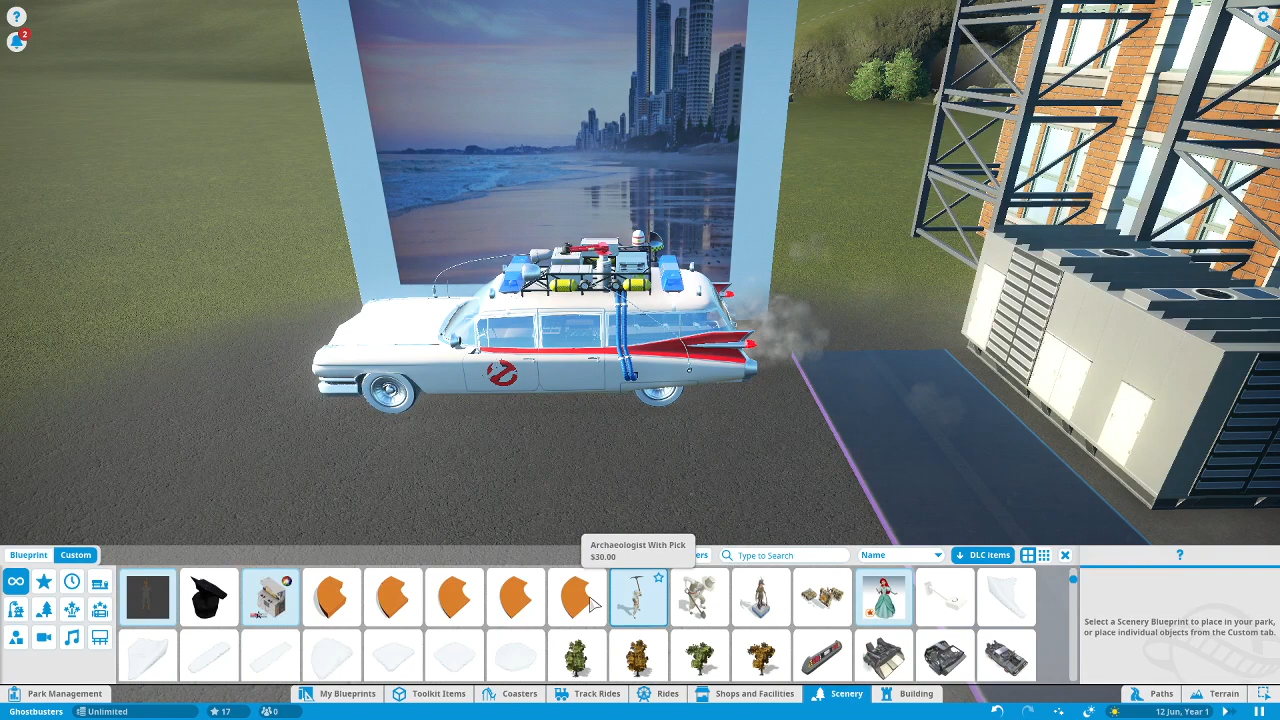 ?
2
Archaeologist With Pick
$30.00
Blueprint
Custom
ers
Type to Search
Name
DLC items
?
Select a Scenery Blueprint to place in your park,
or place individual objects from the Custom tab.
Park Management
My Blueprints
Toolkit Items
Coasters
Track Rides
Rides
Shops and Facilities
Scenery
Building
Paths
Terrain
Ghostbusters
Unlimited
17
0
12 Jun, Year 1